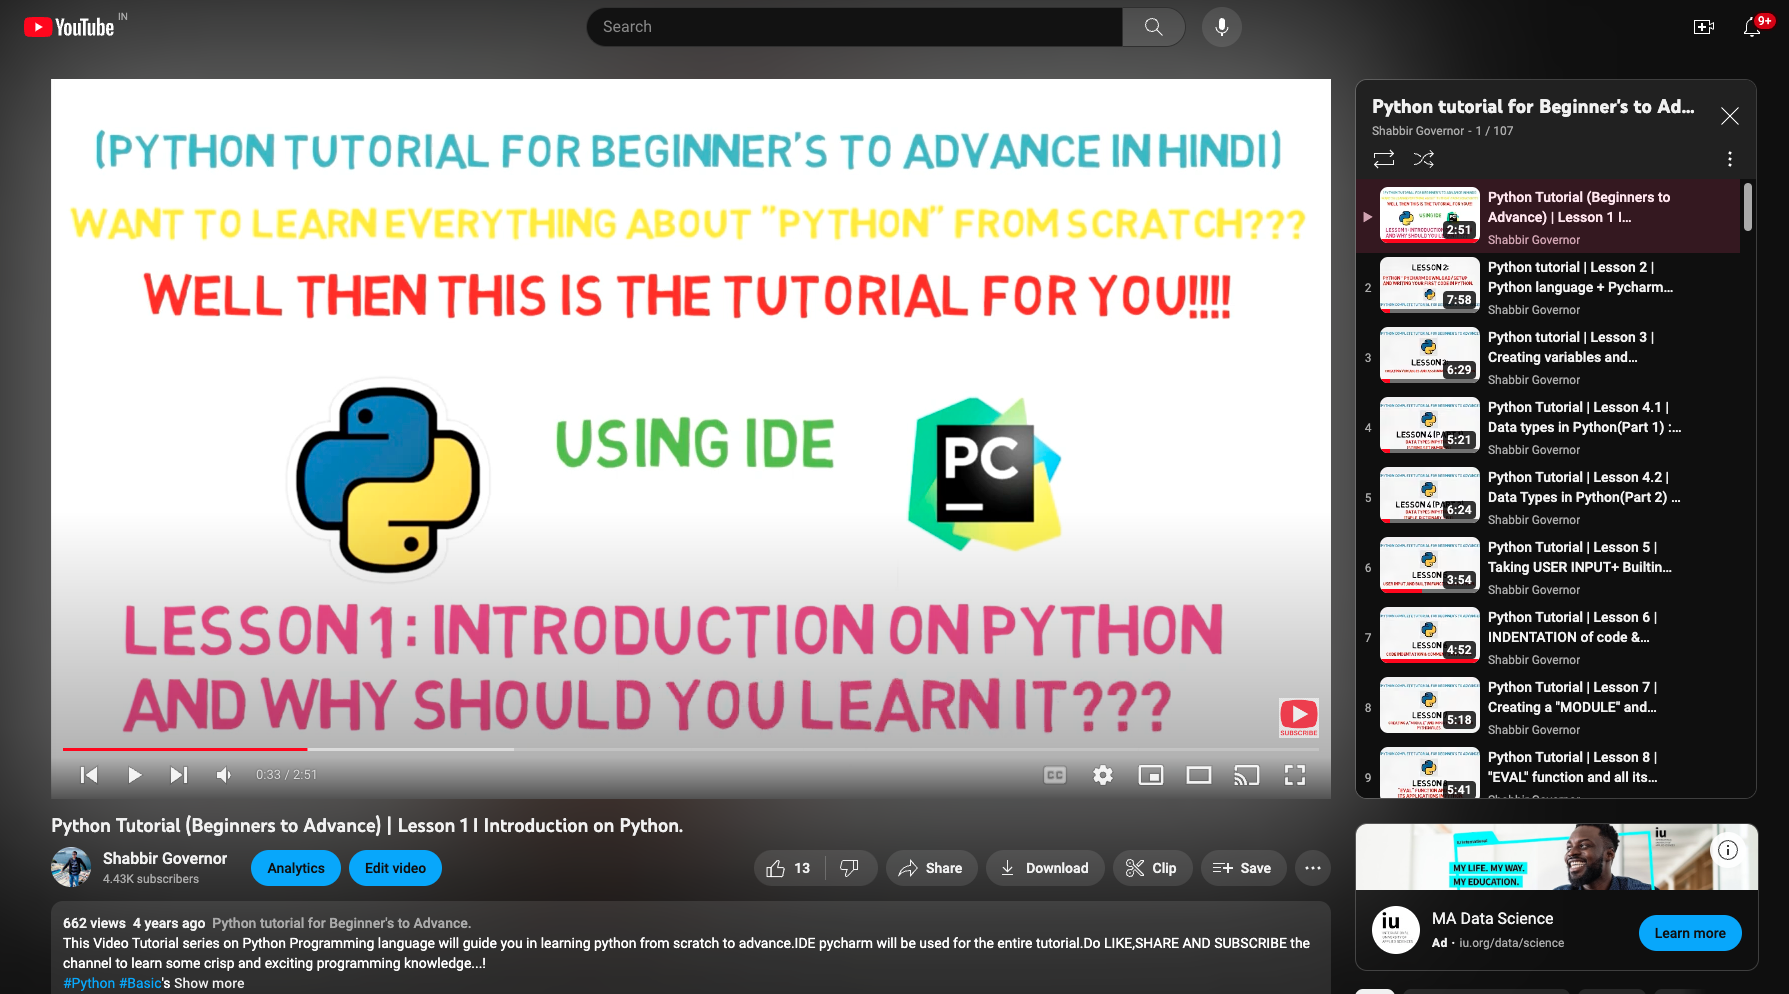 YouTube IN
Search
9+
(PYTHON TUTORIAL FOR BEGINNER'S TO ADVANCE IN HINDI)
WANT TO LEARN EVERYTHING ABOUT "PYTHON" FROM SCRATCH???
WELL THEN THIS IS THE TUTORIAL FOR YOU!!!!
USING IDE
PC
LESSON 1: INTRODUCTION ON PYTHON
AND WHY SHOULD YOU LEARN IT???
SUBSCRIBE
0:33 / 2:51
CC
Python Tutorial (Beginners to Advance) | Lesson 1 I Introduction on Python.
Shabbir Governor
4.43K subscribers
Analytics
Edit video
13
Share
Download
Clip
Save
662 views 4 years ago Python tutorial for Beginner's to Advance.
This Video Tutorial series on Python Programming language will guide you in learning python from scratch to advance.IDE pycharm will be used for the entire tutorial.Do LIKE,SHARE AND SUBSCRIBE the
channel to learn some crisp and exciting programming knowledge...!
#Python #Basic's Show more
Python tutorial for Beginner's to Ad...
Shabbir Governor - 1 / 107
2:51
Python Tutorial (Beginners to
Advance) | Lesson 1 I...
Shabbir Governor
2
LESSON 2:
7:58
Python tutorial | Lesson 2 |
Python language + Pycharm...
Shabbir Governor
3
6:29
Python tutorial | Lesson 3 |
Creating variables and...
Shabbir Governor
4
5:21
Python Tutorial | Lesson 4.1 |
Data types in Python(Part 1) :...
Shabbir Governor
5
6:24
Python Tutorial | Lesson 4.2 |
Data Types in Python(Part 2) ...
Shabbir Governor
6
3:54
Python Tutorial | Lesson 5 |
Taking USER INPUT+ Builtin...
Shabbir Governor
7
4:52
Python Tutorial | Lesson 6 |
INDENTATION of code &...
Shabbir Governor
8
5:18
Python Tutorial | Lesson 7 |
Creating a "MODULE" and...
Shabbir Governor
9
5:41
Python Tutorial | Lesson 8 |
"EVAL" function and all its...
Shabbir Governor
iu
MY LIFE. MY WAY.
MY EDUCATION.
iu
MA Data Science
Ad · iu.org/data/science
Learn more